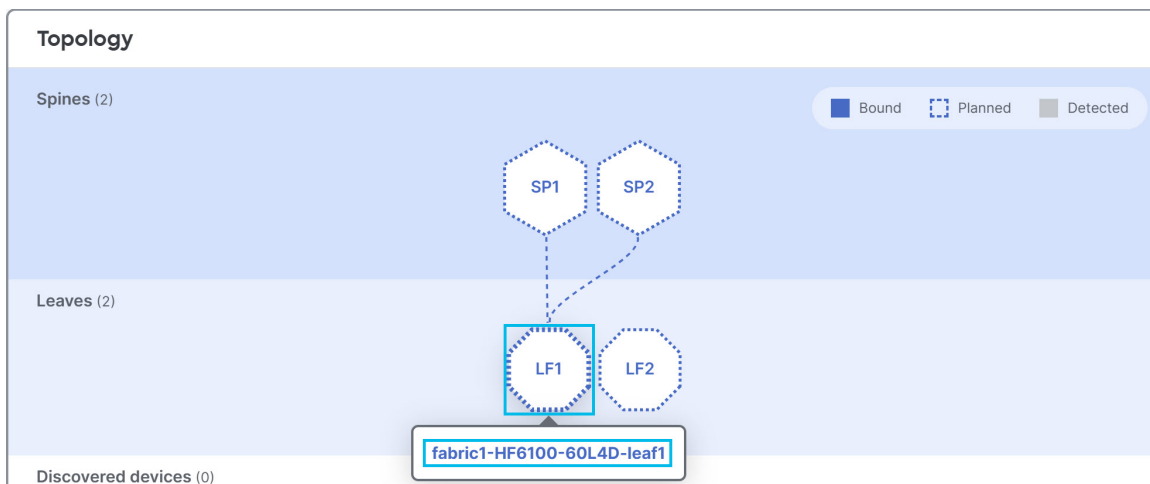 Topology
Spines (2)
Bound
Planned
Detected
SP1
SP2
Leaves (2)
LF1
LF2
fabric1-HF6100-60L4D-leaf1
Discovered devices (0)